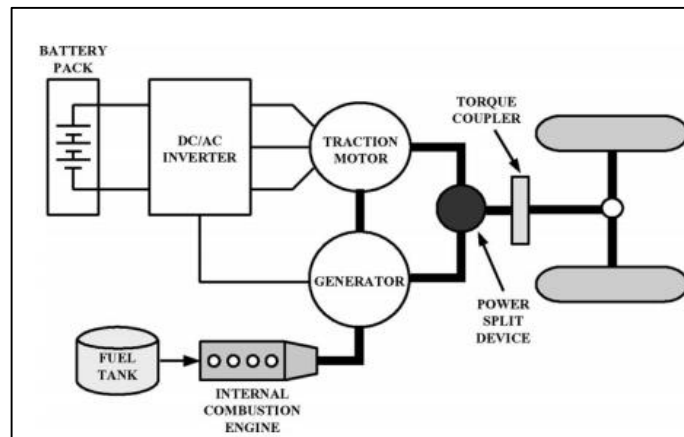 BATTERY
PACK
DC/AC
INVERTER
TRACTION
MOTOR
TORQUE
COUPLER
GENERATOR
POWER
SPLIT
DEVICE
FUEL
TANK
INTERNAL
COMBUSTION
ENGINE